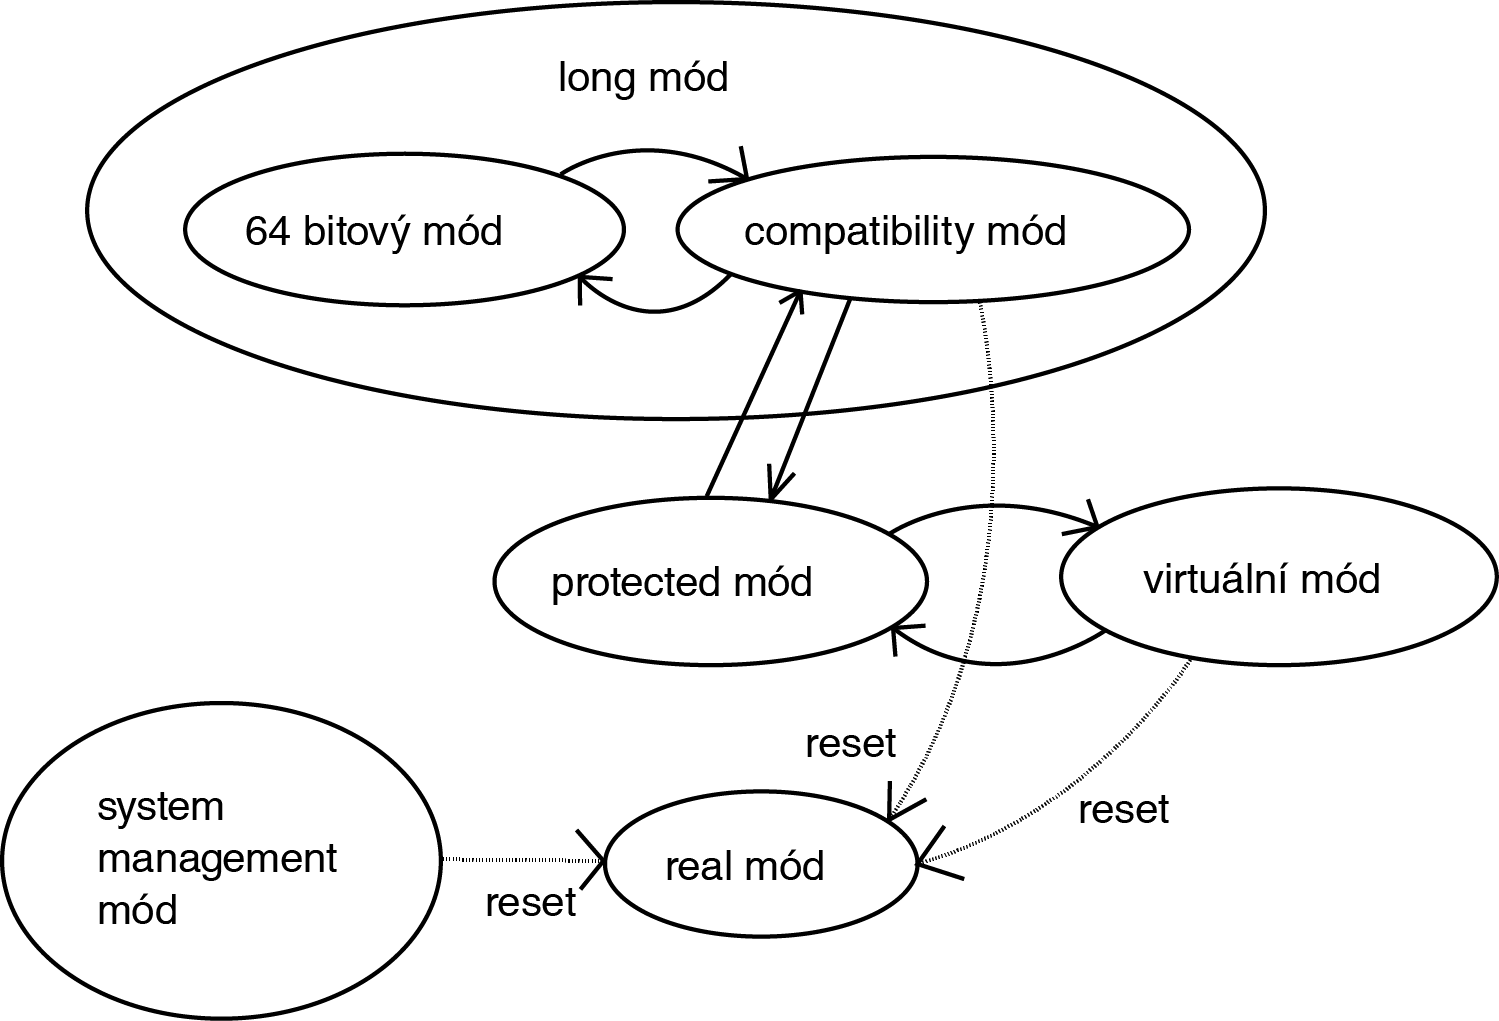 long mód
64 bitový mód
compatibility mód
protected mód
virtuální mód
reset
reset
system
management
mód
real mód
reset